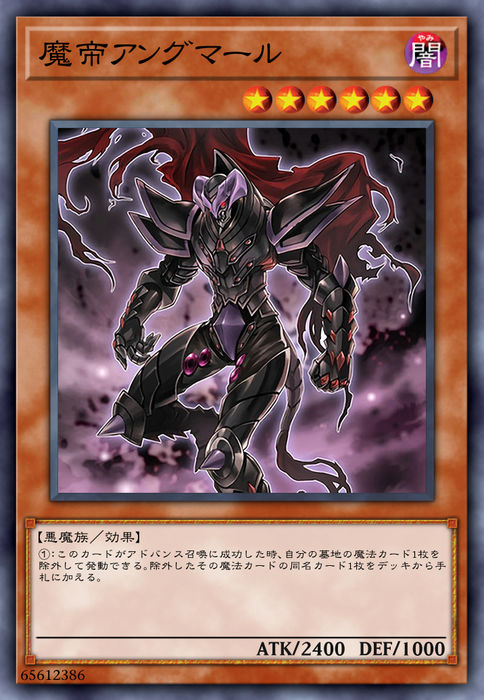 魔帝アングマール
やみ
闇
【悪魔族／効果】
①:このカードがアドバンス召喚に成功した時、自分の墓地の魔法カード1枚を
除外して発動できる。除外したその魔法カードの同名カード1枚をデッキから手
札に加える。
ATK/2400 DEF/1000
65612386